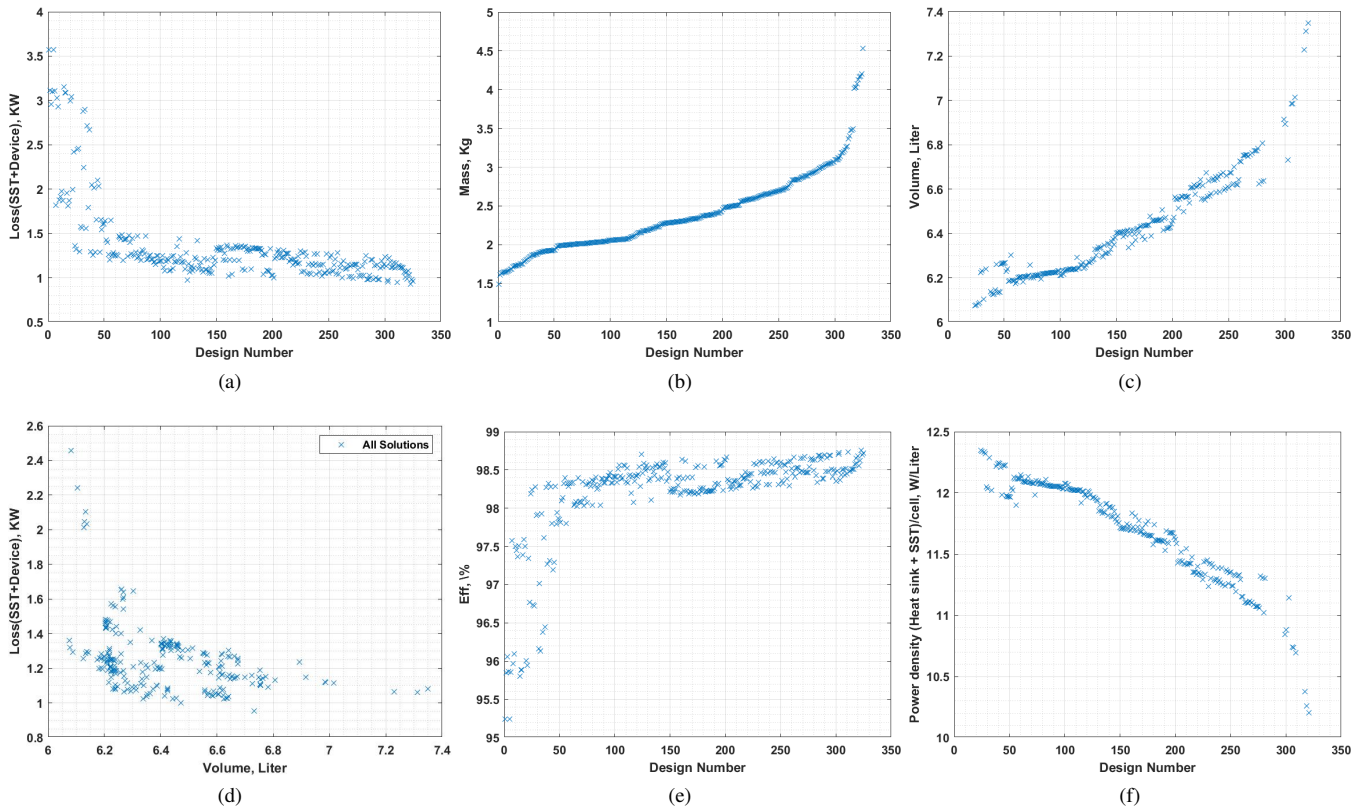 4
3.5
3
2.5
2
1.5
1
0.5
0 50 100 150 200 250 300 350
Loss(SST+Device), KW
Design Number
(a)
5
4.5
4
3.5
3
2.5
2
1.5
1
0 50 100 150 200 250 300 350
Mass, Kg
Design Number
(b)
7.4
7.2
7
6.8
6.6
6.4
6.2
6
0 50 100 150 200 250 300 350
Volume, Liter
Design Number
(c)
2.6
2.4
2.2
2
1.8
1.6
1.4
1.2
1
0.8
6 6.2 6.4 6.6 6.8 7 7.2 7.4
Loss(SST+Device), KW
All Solutions
Volume, Liter
(d)
99
98.5
98
97.5
97
96.5
96
95.5
95
0 50 100 150 200 250 300 350
Eff, \%
Design Number
(e)
12.5
12
11.5
11
10.5
10
0 50 100 150 200 250 300 350
Power density (Heat sink + SST)/cell, W/Liter
Design Number
(f)